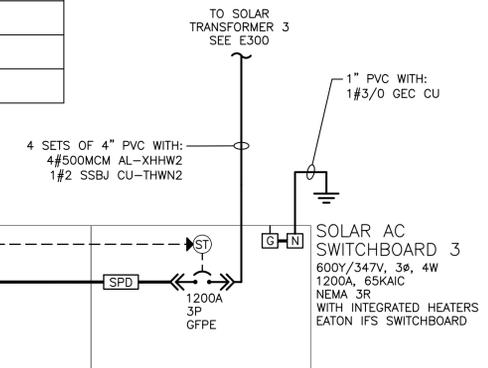 TO SOLAR
TRANSFORMER 3
SEE E300
1" PVC WITH:
1#3/0 GEC CU
4 SETS OF 4" PVC WITH:
4#500MCM AL-XHHW2
1#2 SSBJ CU-THWN2
ST
G
N
SPD
1200A
3P
GFPE
SOLAR AC
SWITCHBOARD 3
600Y/347V, 3ø, 4W
1200A, 65KAIC
NEMA 3R
WITH INTEGRATED HEATERS
EATON IFS SWITCHBOARD